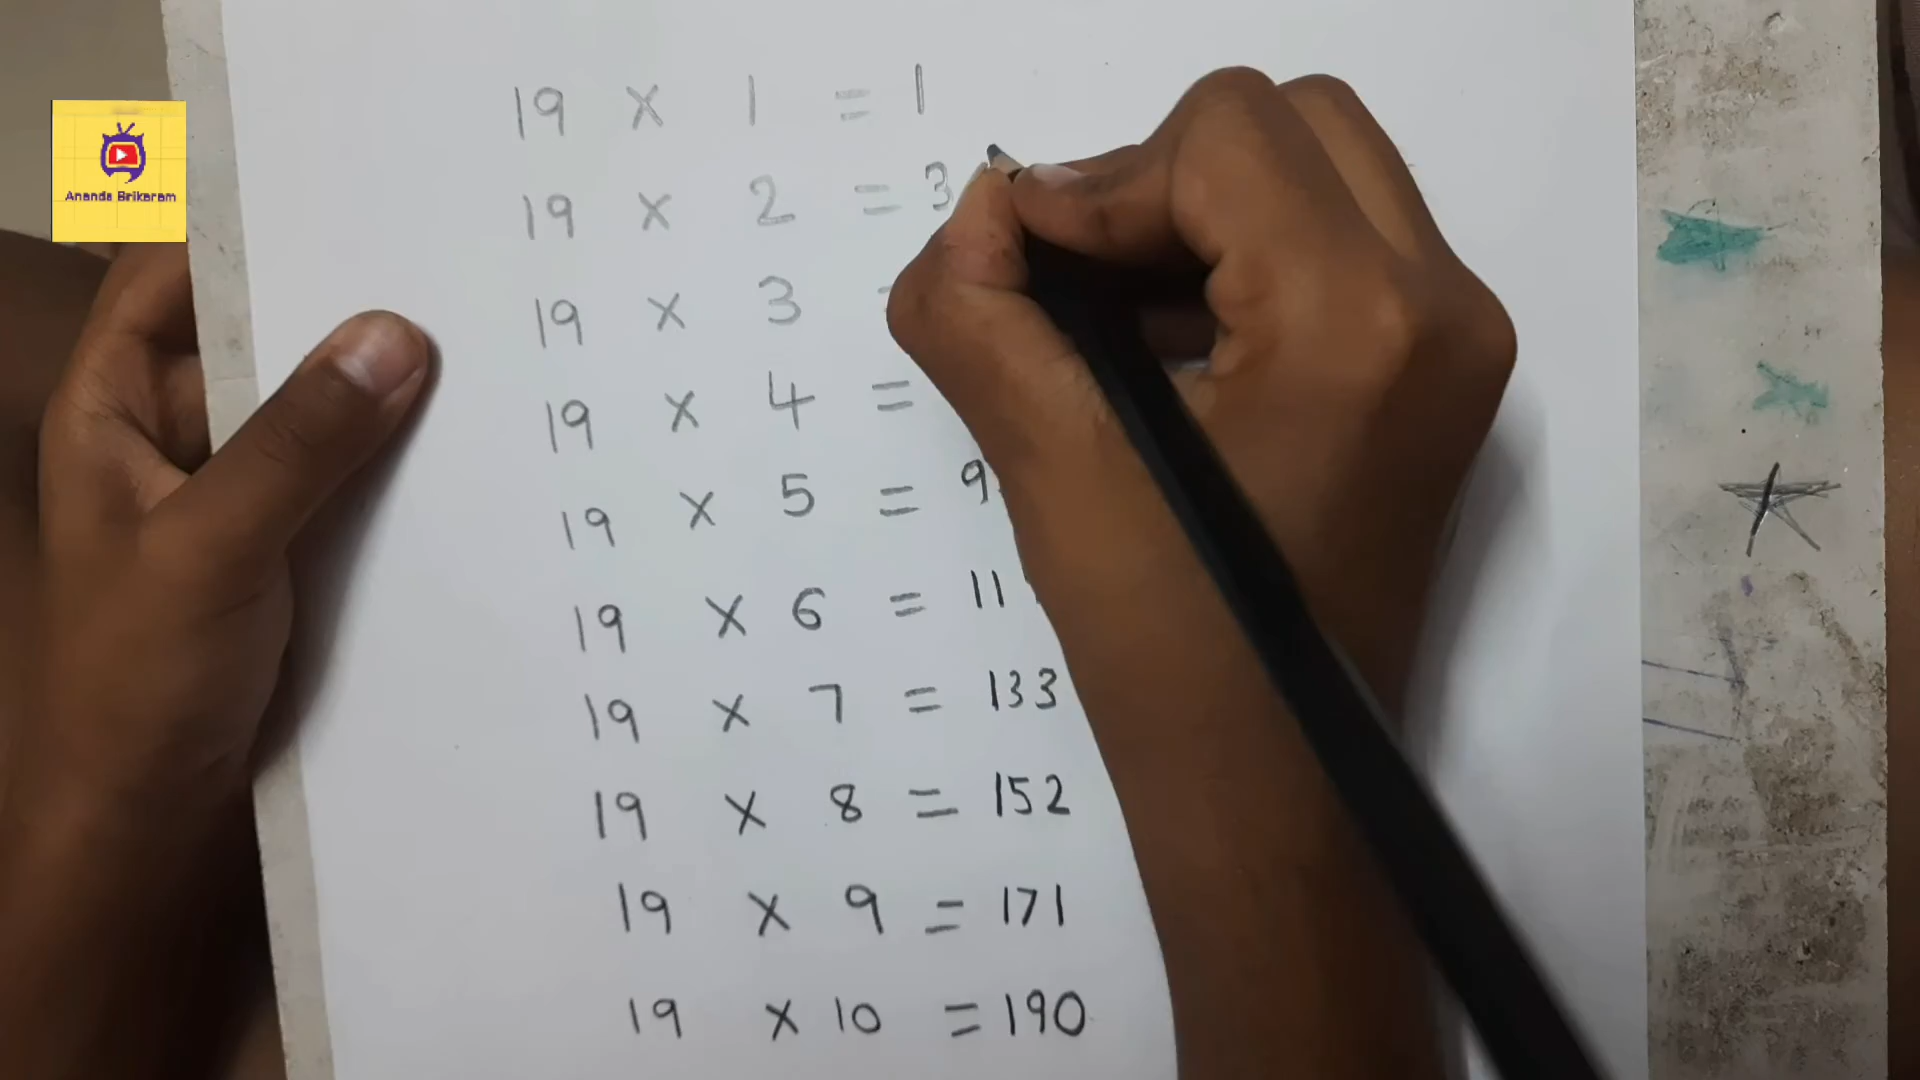 19 X 1 = 1
Ananda Brikaram
19 X 2 = 3
19 X 3 =
19 X 4 =
19 X 5 = 9
19 X 6 = 11
19 X 7 = 133
19 X 8 = 152
19 X 9 = 171
19 X 10 = 190